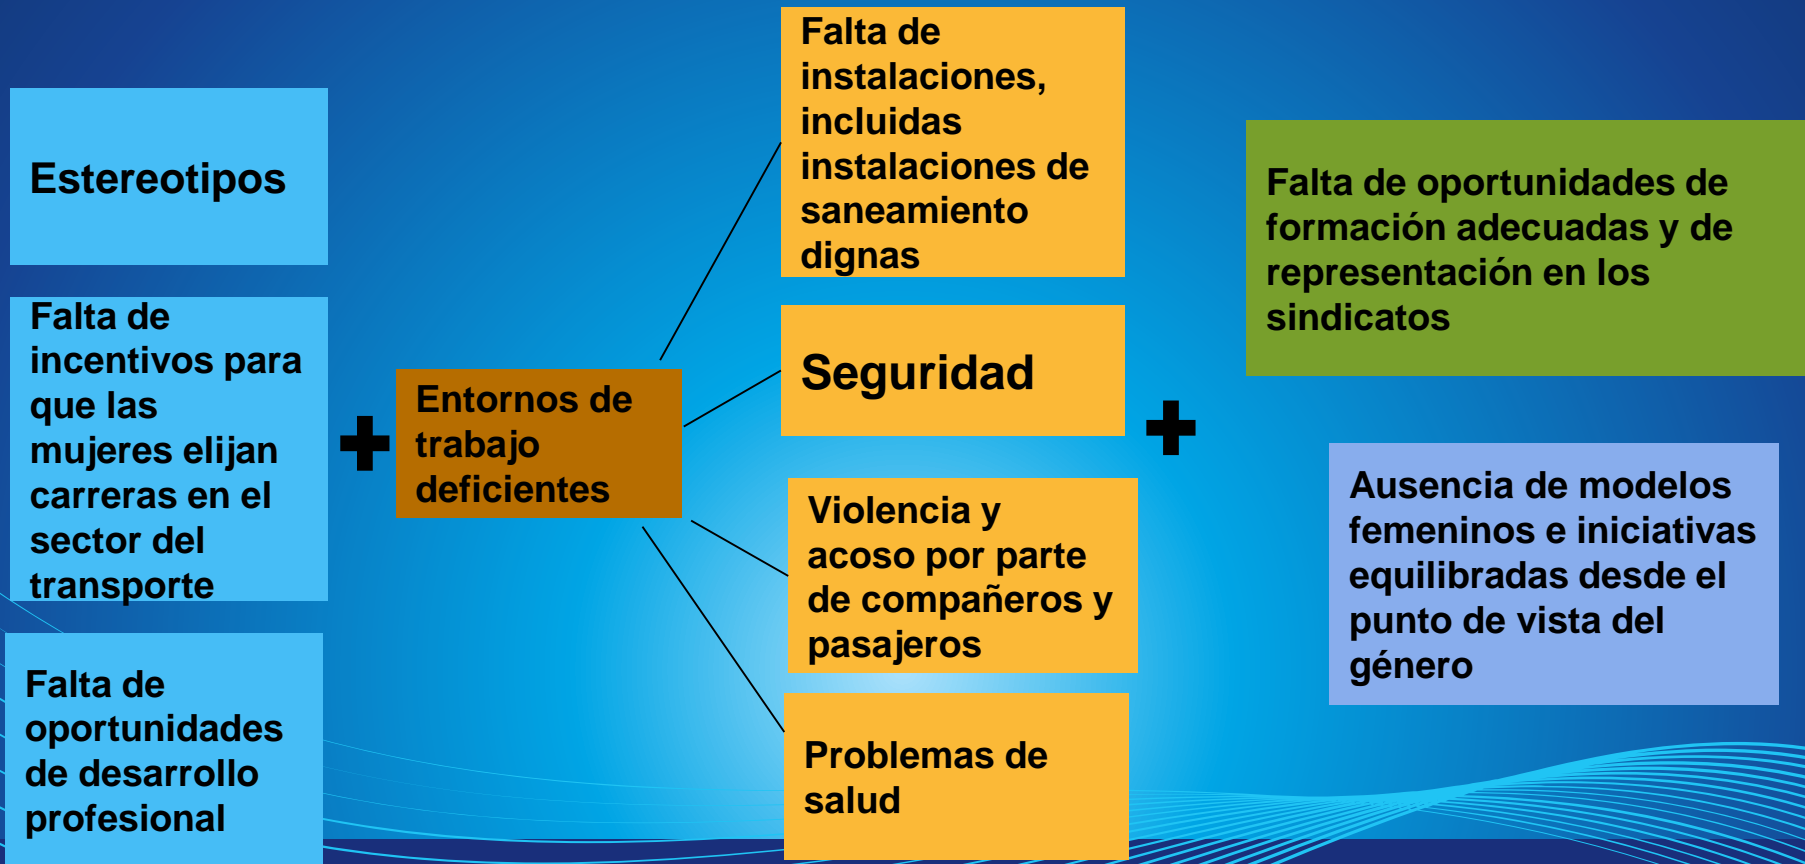 Estereotipos
Falta de
incentivos para
que las
mujeres elijan
carreras en el
sector del
transporte
Falta de
oportunidades
de desarrollo
profesional
Entornos de
trabajo
deficientes
Falta de
instalaciones,
incluidas
instalaciones de
saneamiento
dignas
Seguridad
Violencia y
acoso por parte
de compañeros y
pasajeros
Problemas de
salud
Falta de oportunidades de
formación adecuadas y de
representación en los
sindicatos
Ausencia de modelos
femeninos e iniciativas
equilibradas desde el
punto de vista del
género